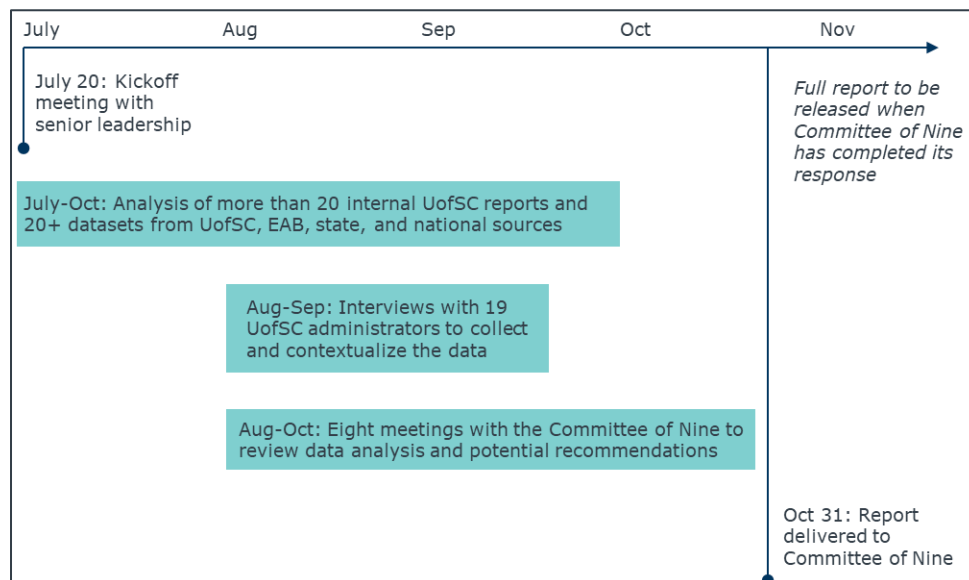 July Aug Sep Oct Nov
July 20: Kickoff
meeting with
senior leadership
Full report to be
released when
Committee of Nine
has completed its
response
July-Oct: Analysis of more than 20 internal UofSC reports and
20+ datasets from UofSC, EAB, state, and national sources
Aug-Sep: Interviews with 19
UofSC administrators to collect
and contextualize the data
Aug-Oct: Eight meetings with the Committee of Nine to
review data analysis and potential recommendations
Oct 31: Report
delivered to
Committee of Nine